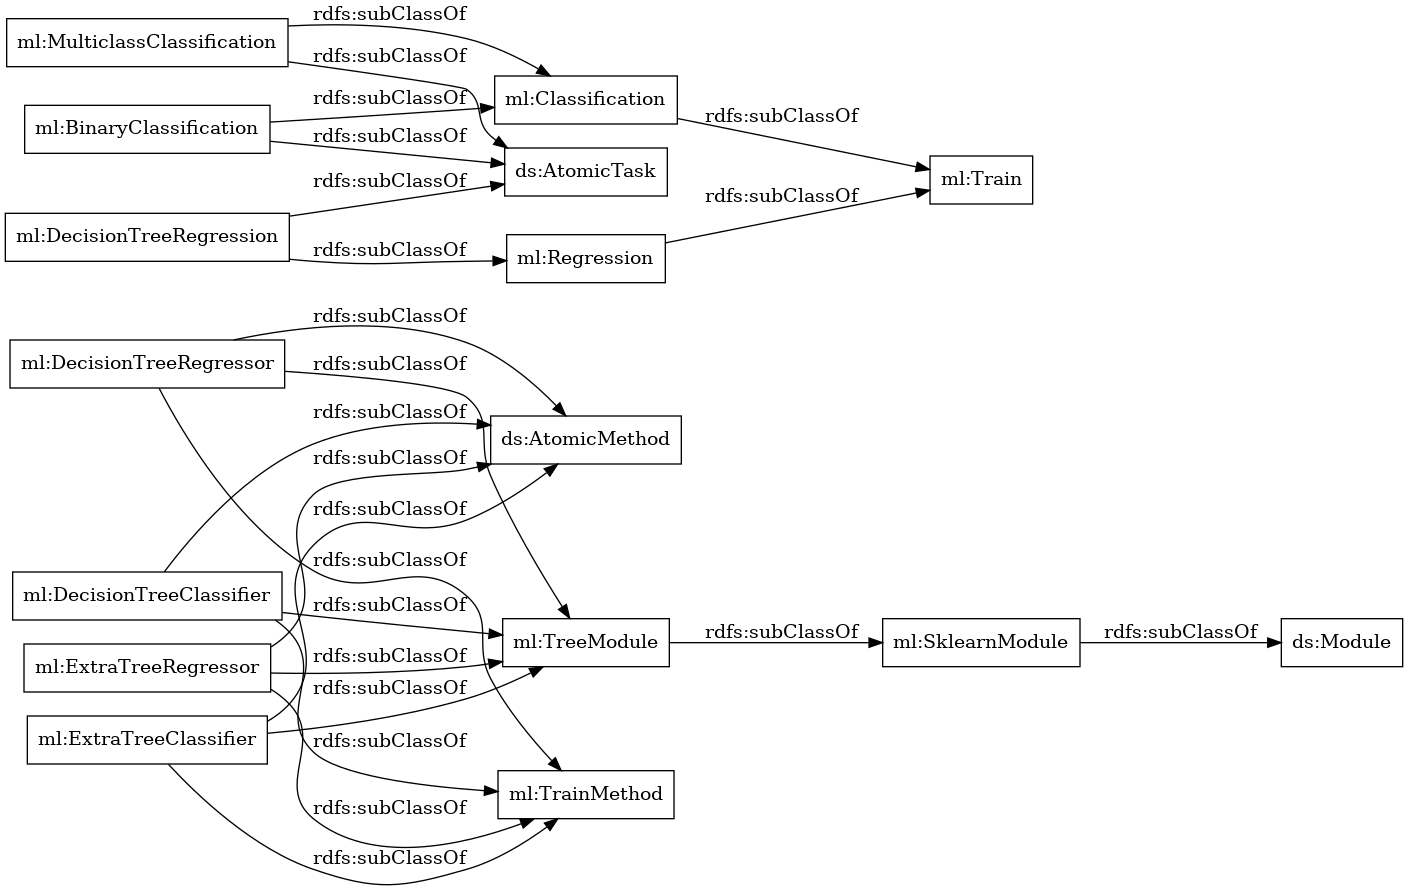 rdfs:subClassOf
ml:MulticlassClassification
rdfs:subClassOf
rdfs:subClassOf
ml:Classification
rdfs:subClassOf
ml:BinaryClassification
rdfs:subClassOf
ds:AtomicTask
rdfs:subClassOf
ml:Train
rdfs:subClassOf
ml:DecisionTreeRegression
rdfs:subClassOf
ml:Regression
rdfs:subClassOf
ml:DecisionTreeRegressor
rdfs:subClassOf
rdfs:subClassOf
ds:AtomicMethod
rdfs:subClassOf
rdfs:subClassOf
rdfs:subClassOf
ml:DecisionTreeClassifier
rdfs:subClassOf
ml:TreeModule
rdfs:subClassOf
ml:SklearnModule
rdfs:subClassOf
ds:Module
ml:ExtraTreeRegressor
rdfs:subClassOf
rdfs:subClassOf
ml:ExtraTreeClassifier
rdfs:subClassOf
ml:TrainMethod
rdfs:subClassOf
rdfs:subClassOf